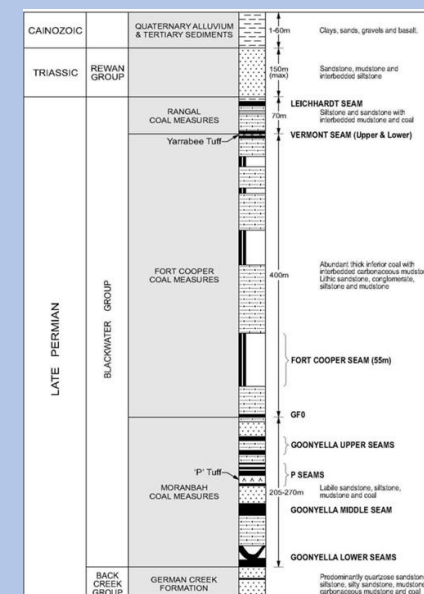 CAINOZOIC
QUATERNARY ALLUVIUM
& TERTIARY SEDIMENTS
1-60m
Clays, sands, gravels and basalt.
TRIASSIC
REWAN
GROUP
150m
(max)
Sandstone, mudstone and
interbedded siltstone
LATE PERMIAN
BLACKWATER GROUP
RANGAL
COAL MEASURES
70m
LEICHHARDT SEAM
Siltstone and sandstone with
interbedded mudstone and coal
Yarrabee Tuff
VERMONT SEAM (Upper & Lower)
FORT COOPER
COAL MEASURES
400m
Abundant thick inferior coal with
interbedded carbonaceous mudsto
Lithic sandstone, conglomerate,
siltstone and mudstone
FORT COOPER SEAM (55m)
GF0
GOONYELLA UPPER SEAMS
'P' Tuff
P SEAMS
MORANBAH
COAL MEASURES
205-270m
Labile sandstone, siltstone,
mudstone and coal
GOONYELLA MIDDLE SEAM
GOONYELLA LOWER SEAMS
BACK
CREEK
GROUP
GERMAN CREEK
FORMATION
Predominantly quartzose sandston
siltstone, silty sandstone, mudstone
carbonaceous mudstone and coal